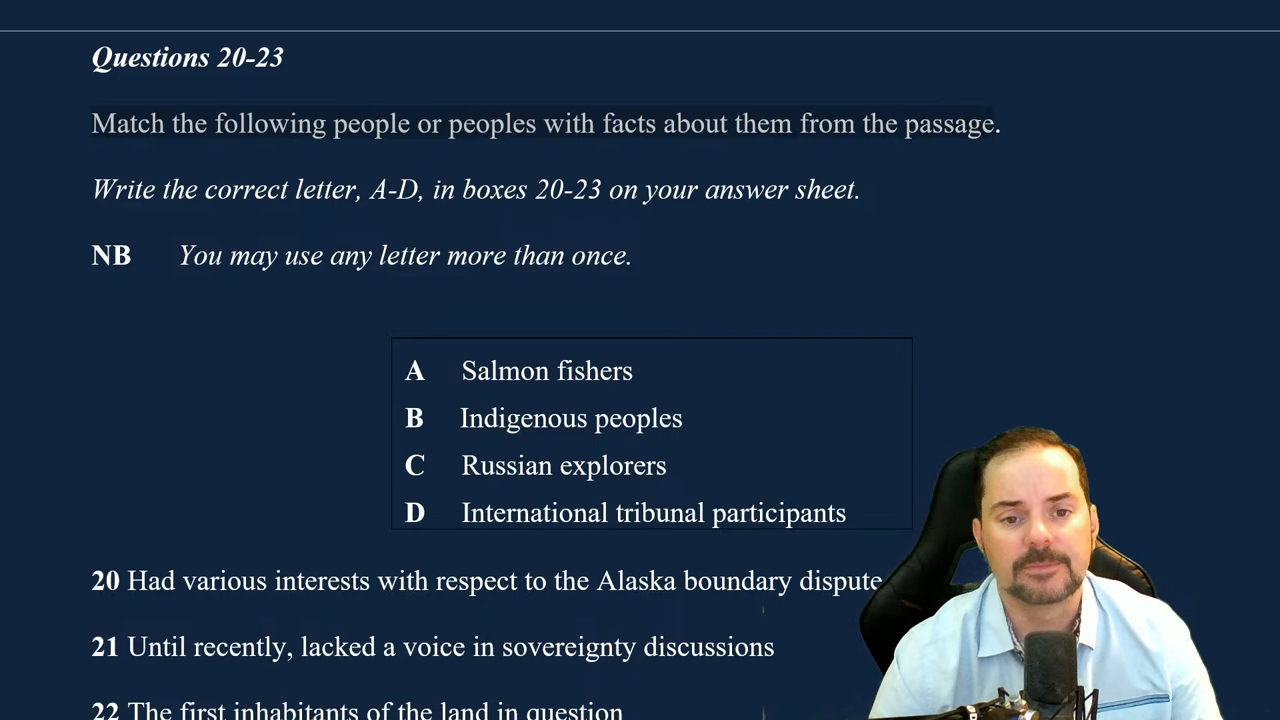 Questions 20-23
Match the following people or peoples with facts about them from the passage.
Write the correct letter, A-D, in boxes 20-23 on your answer sheet.
NB You may use any letter more than once.
A Salmon fishers
B Indigenous peoples
C Russian explorers
D International tribunal participants
20 Had various interests with respect to the Alaska boundary dispute
21 Until recently, lacked a voice in sovereignty discussions
22 The first inhabitants of the land in question